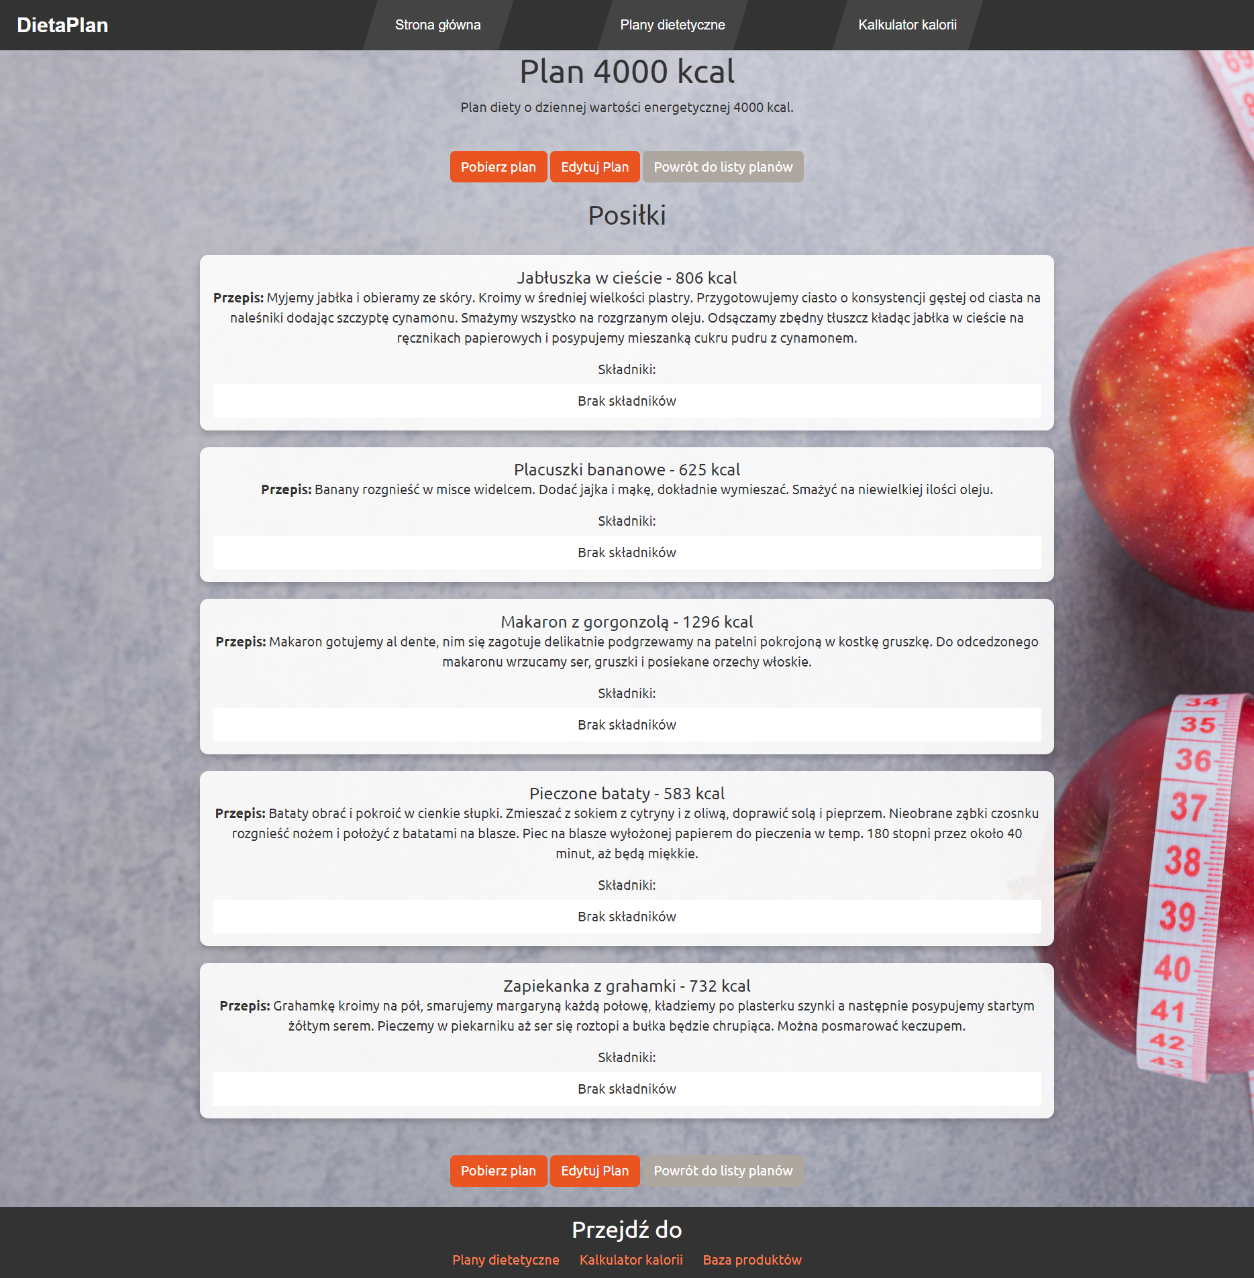 DietaPlan
Strona główna
Plany dietetyczne
Kalkulator kalorii
Plan 4000 kcal
Plan diety o dziennej wartości energetycznej 4000 kcal.
Pobierz plan
Edytuj Plan
Powrót do listy planów
Posiłki
Jabłuszka w cieście - 806 kcal
Przepis: Myjemy jabłka i obieramy ze skóry. Kroimy w średniej wielkości plastry. Przygotowujemy ciasto o konsystencji gęstej od ciasta na
naleśniki dodając szczyptę cynamonu. Smażymy wszystko na rozgrzanym oleju. Odsączamy zbędny tłuszcz kładąc jabłka w cieście na
ręcznikach papierowych i posypujemy mieszanką cukru pudru z cynamonem.
Składniki:
Brak składników
Placuszki bananowe - 625 kcal
Przepis: Banany rozgnieść w misce widelcem. Dodać jajka i mąkę, dokładnie wymieszać. Smażyć na niewielkiej ilości oleju.
Składniki:
Brak składników
Makaron z gorgonzolą - 1296 kcal
Przepis: Makaron gotujemy al dente, nim się zagotuje delikatnie podgrzewamy na patelni pokrojoną w kostkę gruszkę. Do odcedzonego
makaronu wrzucamy ser, gruszki i posiekane orzechy włoskie.
Składniki:
Brak składników
Pieczone bataty - 583 kcal
Przepis: Bataty obrać i pokroić w cienkie słupki. Zmieszać z sokiem z cytryny i z oliwą, doprawić solą i pieprzem. Nieobrane ząbki czosnku
rozgnieść nożem i położyć z batatami na blasze. Piec na blasze wyłożonej papierem do pieczenia w temp. 180 stopni przez około 40
minut, aż będą miękkie.
Składniki:
Brak składników
Zapiekanka z grahamki - 732 kcal
Przepis: Grahamkę kroimy na pół, smarujemy margaryną każdą połowę, kładziemy po plasterku szynki a następnie posypujemy startym
żółtym serem. Pieczemy w piekarniku aż ser się roztopi a bułka będzie chrupiąca. Można posmarować keczupem.
Składniki:
Brak składników
Pobierz plan
Edytuj Plan
Powrót do listy planów
Przejdź do
Plany dietetyczne
Kalkulator kalorii
Baza produktów
69
34
35
36
37
38
39
40
41
42
43